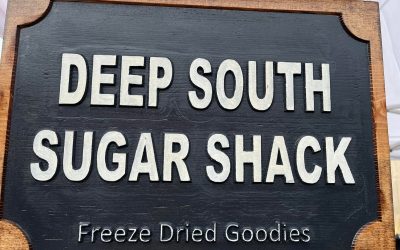 DEEP SOUTH
SUGAR SHACK
Freeze Dried Goodies